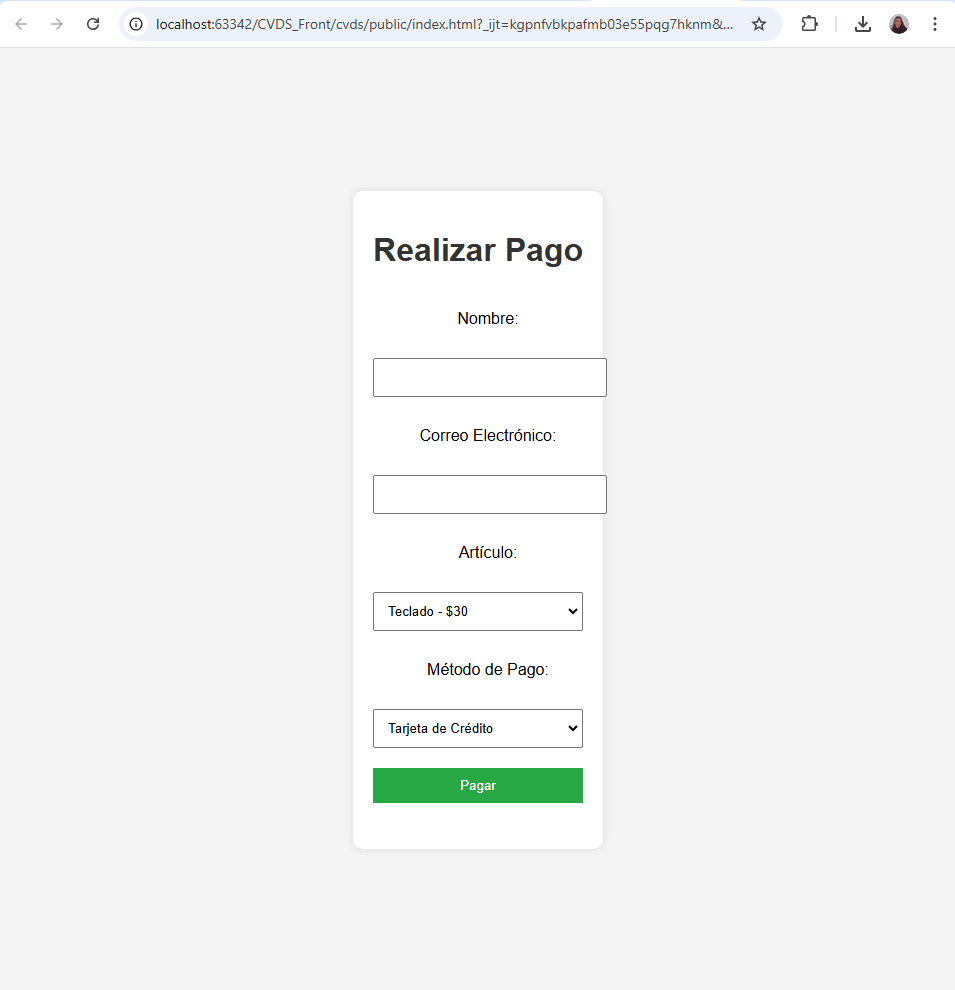 localhost:63342/CVDS_Front/cvds/public/index.html?_ijt=kgpnfvbkpafmb03e55pqg7hknm&...
Realizar Pago
Nombre:
Correo Electrónico:
Artículo:
Teclado - $30
Método de Pago:
Tarjeta de Crédito
Pagar